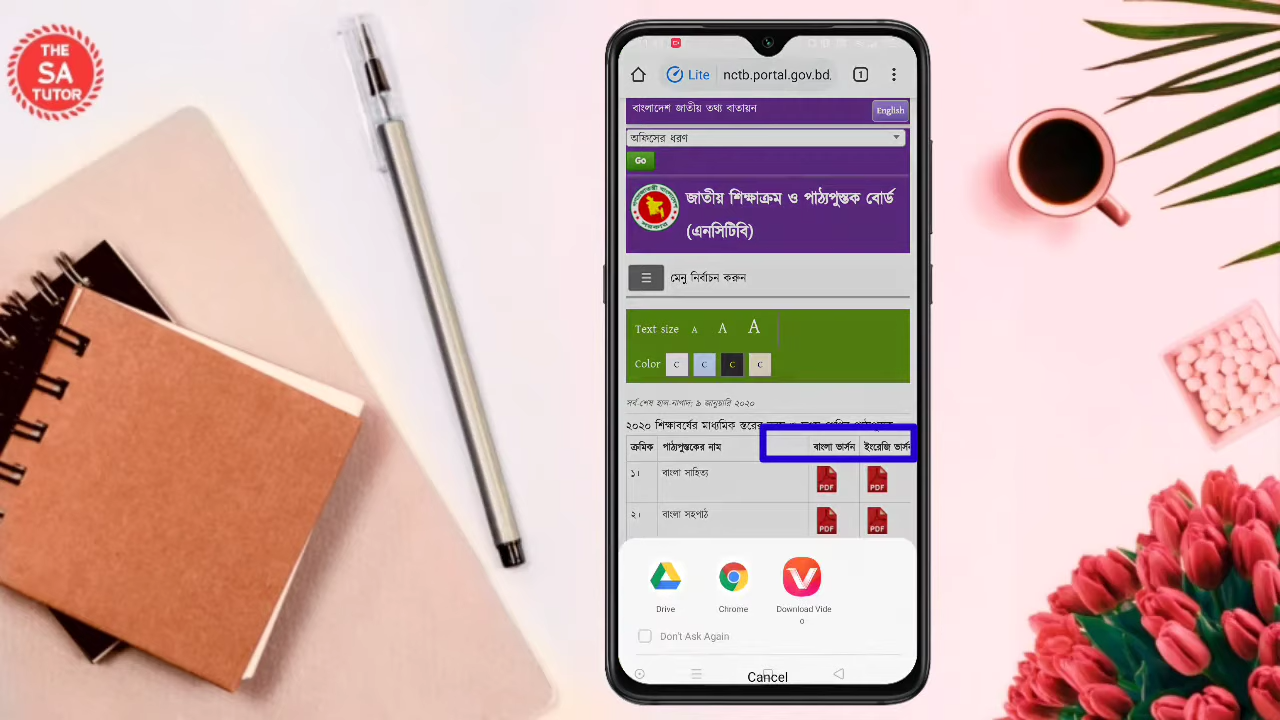 THE
SA
TUTOR
Lite nctb.portal.gov.bd
1
বাংলাদেশ জাতীয় তথ্য বাতায়ন
English
অফিসের ধরণ
Go
জাতীয় শিক্ষাক্রম ও পাঠ্যপুস্তক বোর্ড
(এনসিটিবি)
মেনু নির্বাচন করুন
Text size A A A
Color C C C C
সর্ব-শেষ হাল-নাগাদ: ৯ জানুয়ারি ২০২০
২০২০ শিক্ষাবর্ষের মাধ্যমিক স্তরের
ক্রমিক পাঠ্যপুস্তকের নাম বাংলা ভার্সন ইংরেজি ভার্সন
১। বাংলা সাহিত্য PDF PDF
২। বাংলা সহপাঠ PDF PDF
Drive Chrome Download Vide
o
Don't Ask Again
Cancel